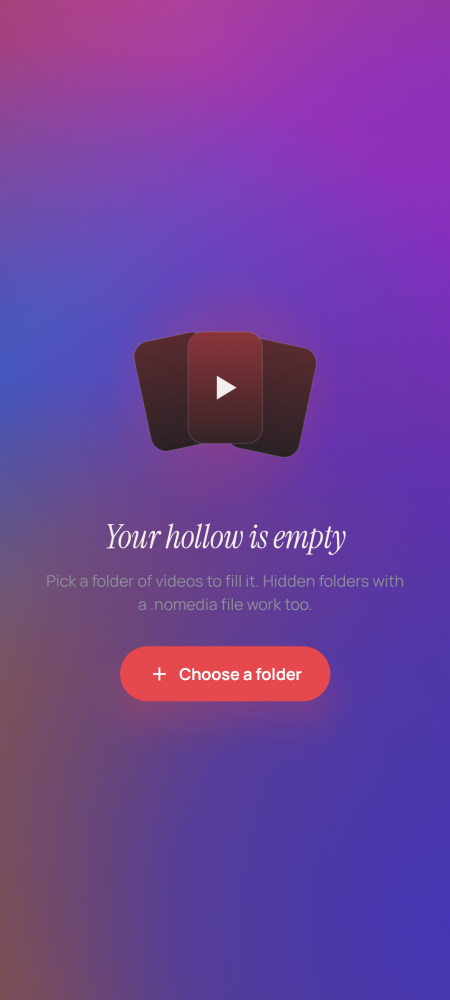 Your hollow is empty
Pick a folder of videos to fill it. Hidden folders with
a .nomedia file work too.
+ Choose a folder